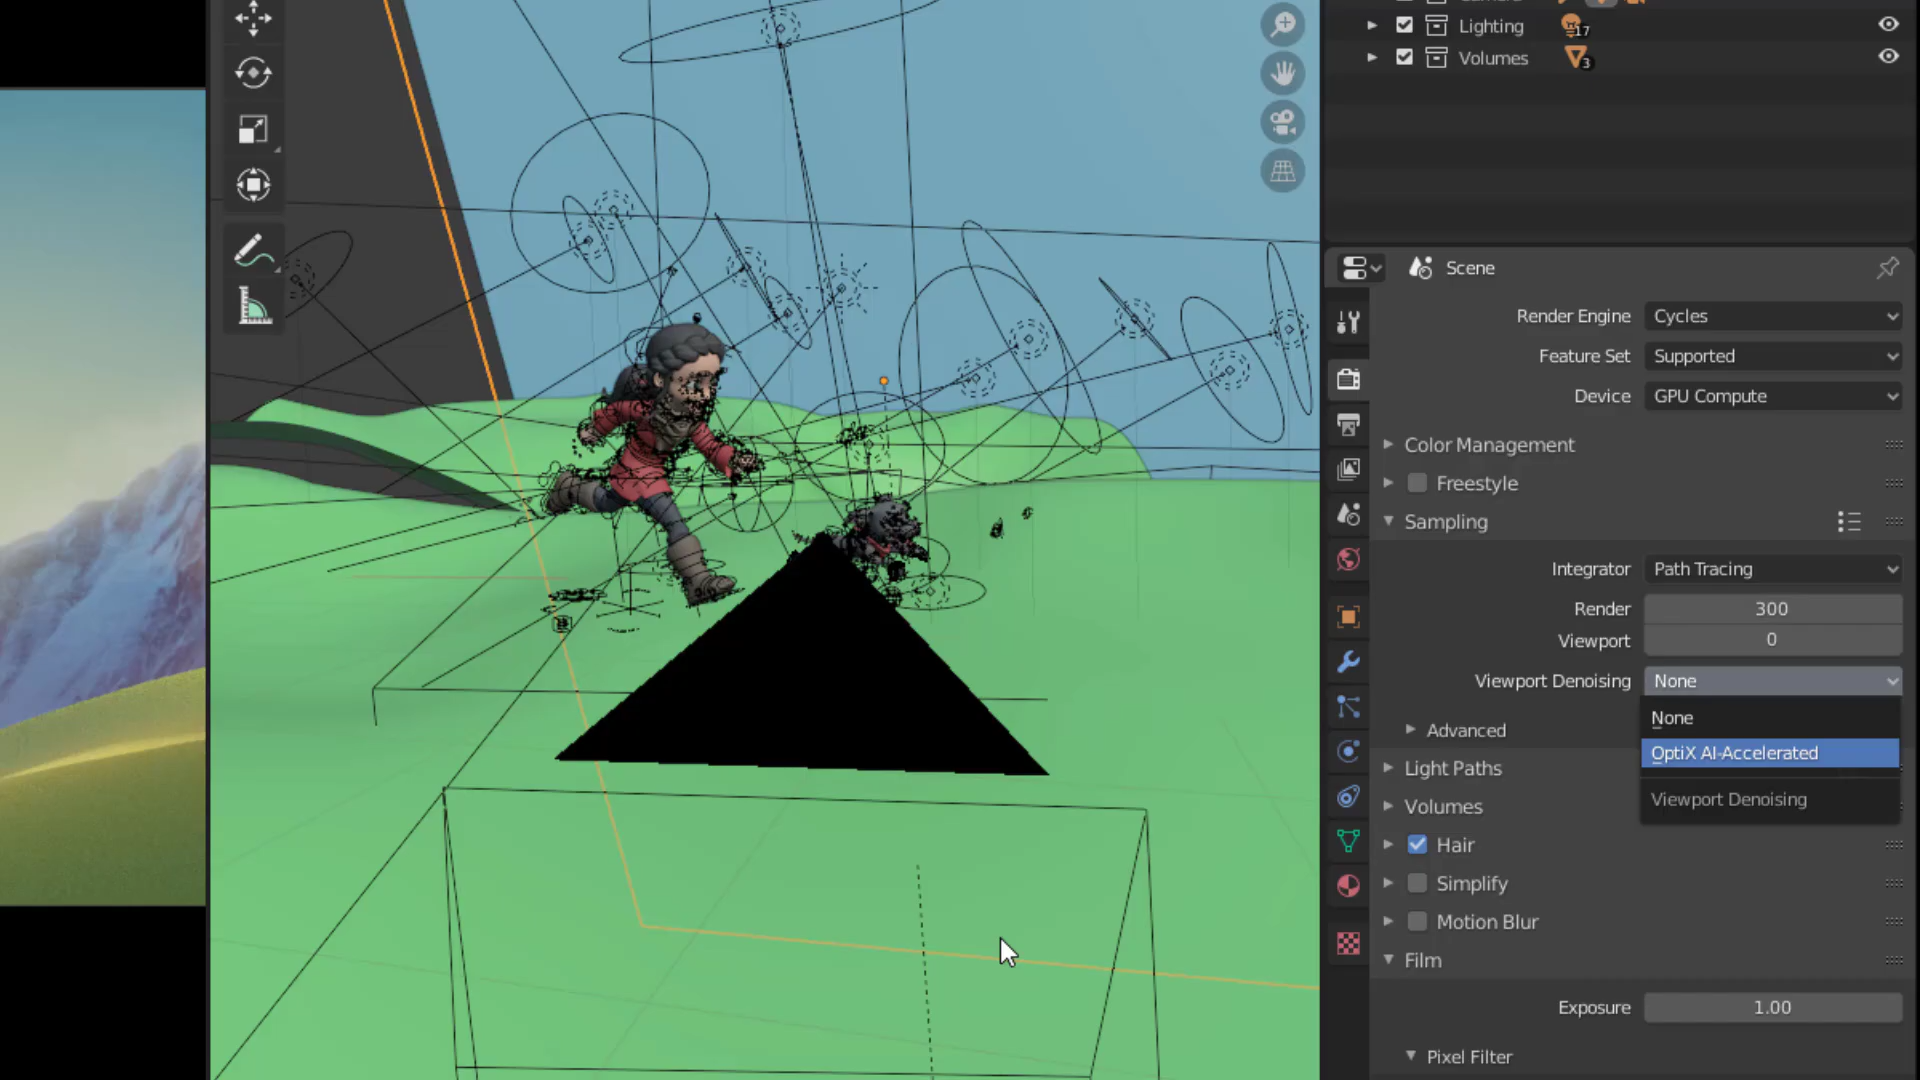 Lighting
17
Volumes
3
Scene
Render Engine
Cycles
Feature Set
Supported
Device
GPU Compute
Color Management
Freestyle
Sampling
Integrator
Path Tracing
Render
300
Viewport
0
Viewport Denoising
None
None
OptiX AI-Accelerated
Viewport Denoising
Advanced
Light Paths
Volumes
Hair
Simplify
Motion Blur
Film
Exposure
1.00
Pixel Filter